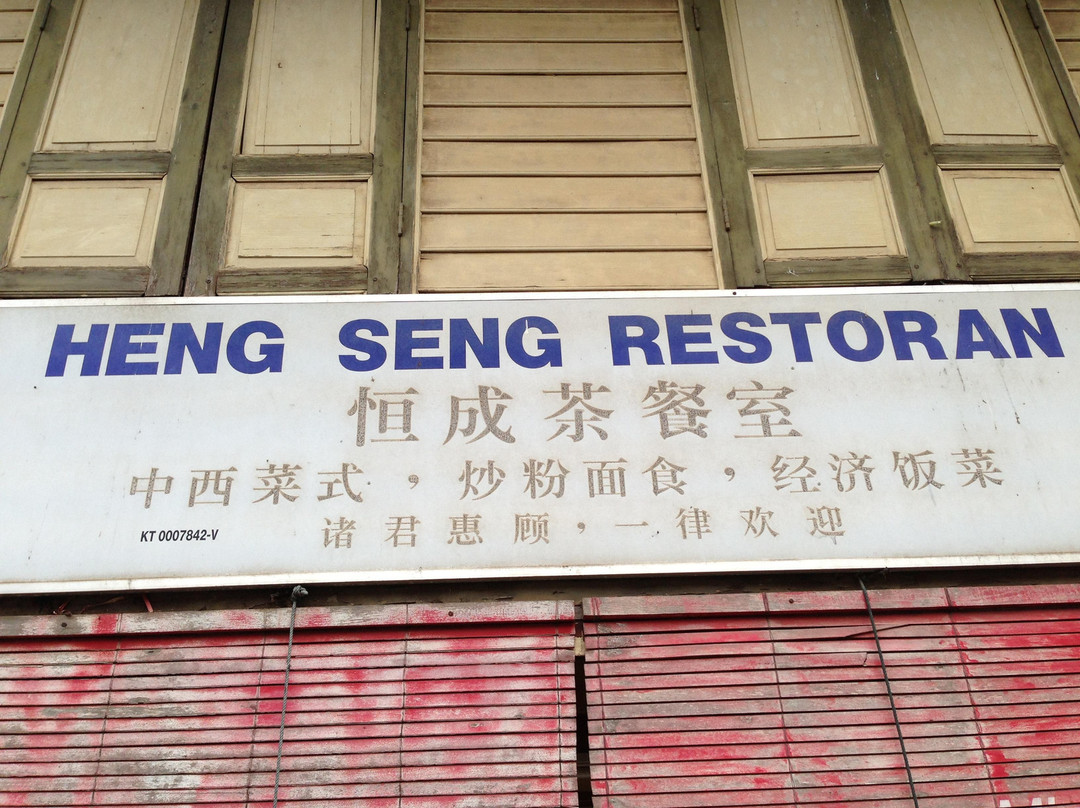 HENG SENG RESTORAN
恒成茶餐室
中西菜式，炒粉面食，经济饭菜
诸君惠顾，一律欢迎
KT 0007842-V